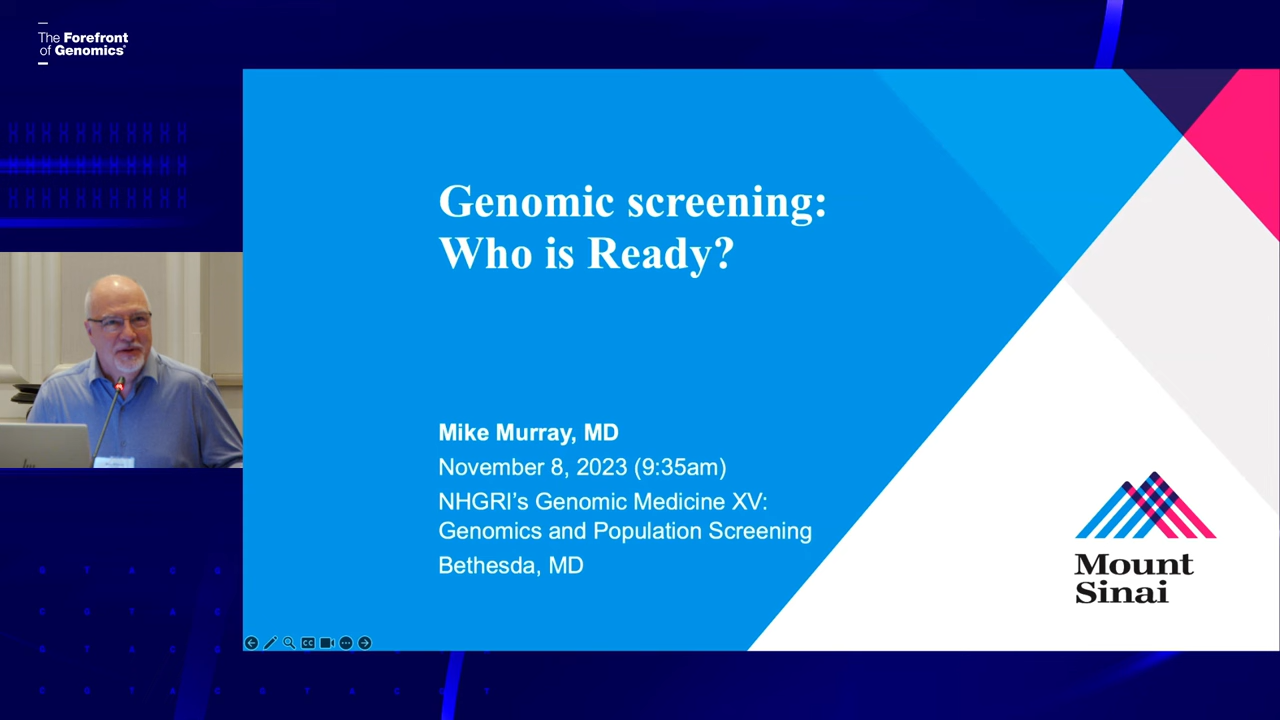 The Forefront
of Genomics®
Genomic screening:
Who is Ready?
Mike Murray, MD
November 8, 2023 (9:35am)
NHGRI's Genomic Medicine XV:
Genomics and Population Screening
Bethesda, MD
Mount
Sinai
CC